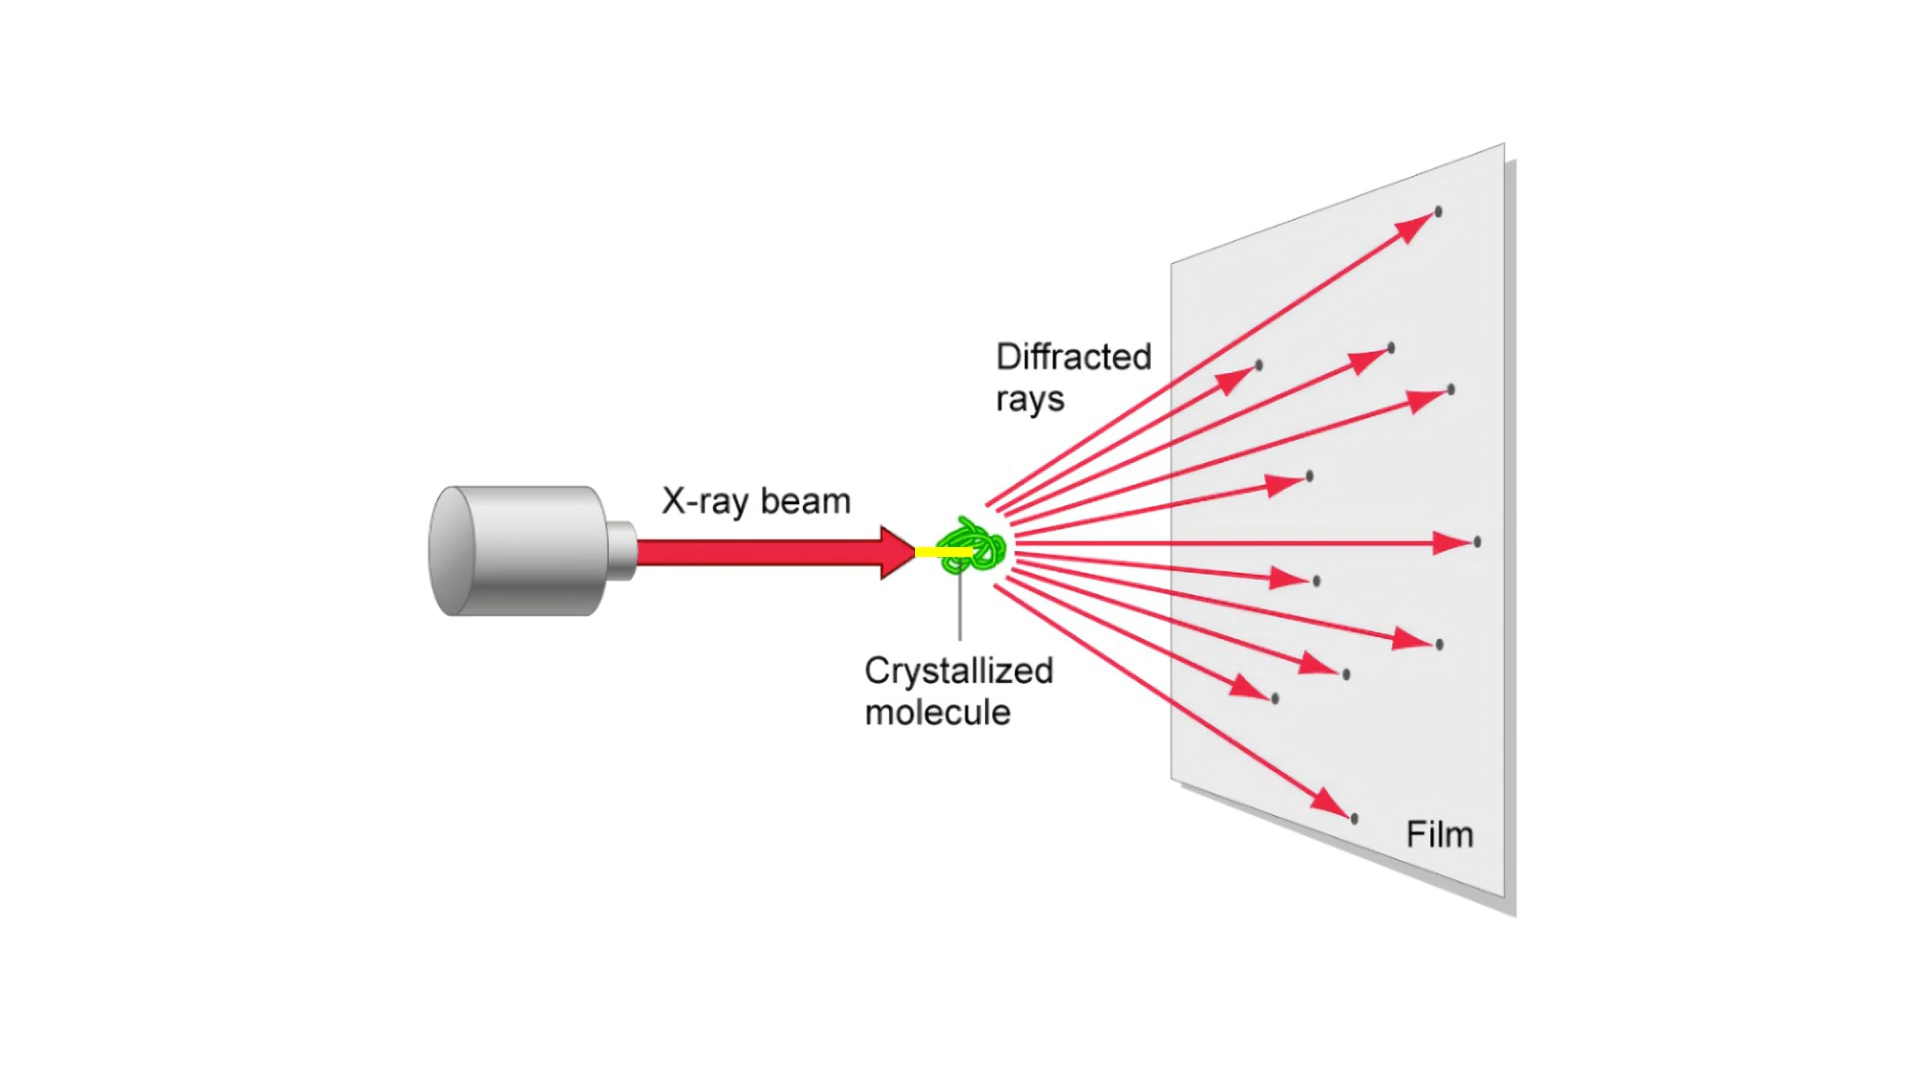 Diffracted
rays
X-ray beam
Crystallized
molecule
Film